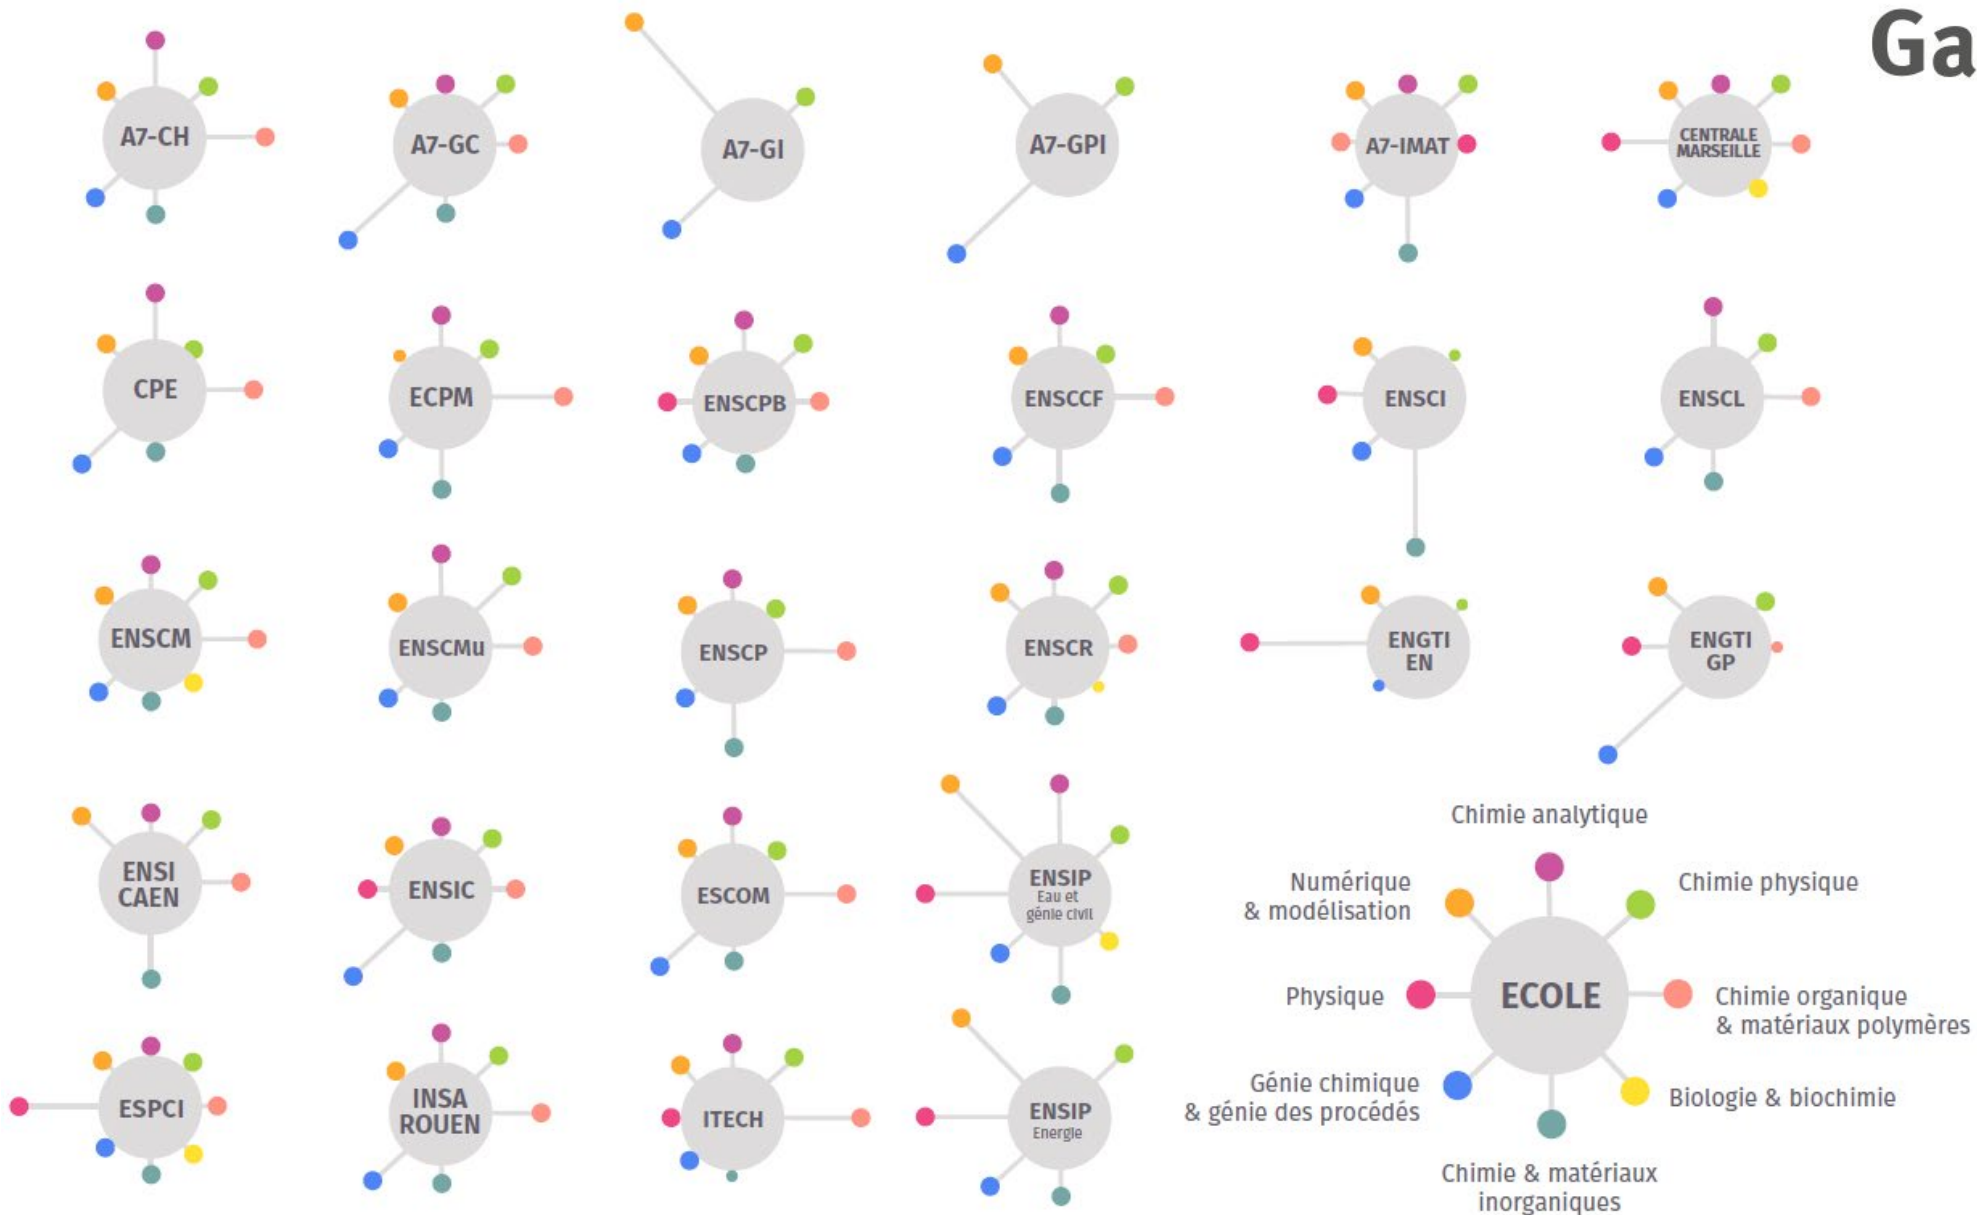 Ga
A7-CH
A7-GC
A7-GI
A7-GPI
A7-IMAT
CENTRALE
MARSEILLE
CPE
ECPM
ENSCPB
ENSCCF
ENSCI
ENSCL
ENSCM
ENSCMu
ENSCP
ENSCR
ENGTI
EN
ENGTI
GP
ENSI
CAEN
ENSIC
ESCOM
ENSIP
Eau et
génie civil
ESPCI
INSA
ROUEN
ITECH
ENSIP
Energie
Chimie analytique
Numérique
& modélisation
Chimie physique
Physique
ECOLE
Chimie organique
& matériaux polymères
Génie chimique
& génie des procédés
Biologie & biochimie
Chimie & matériaux
inorganiques